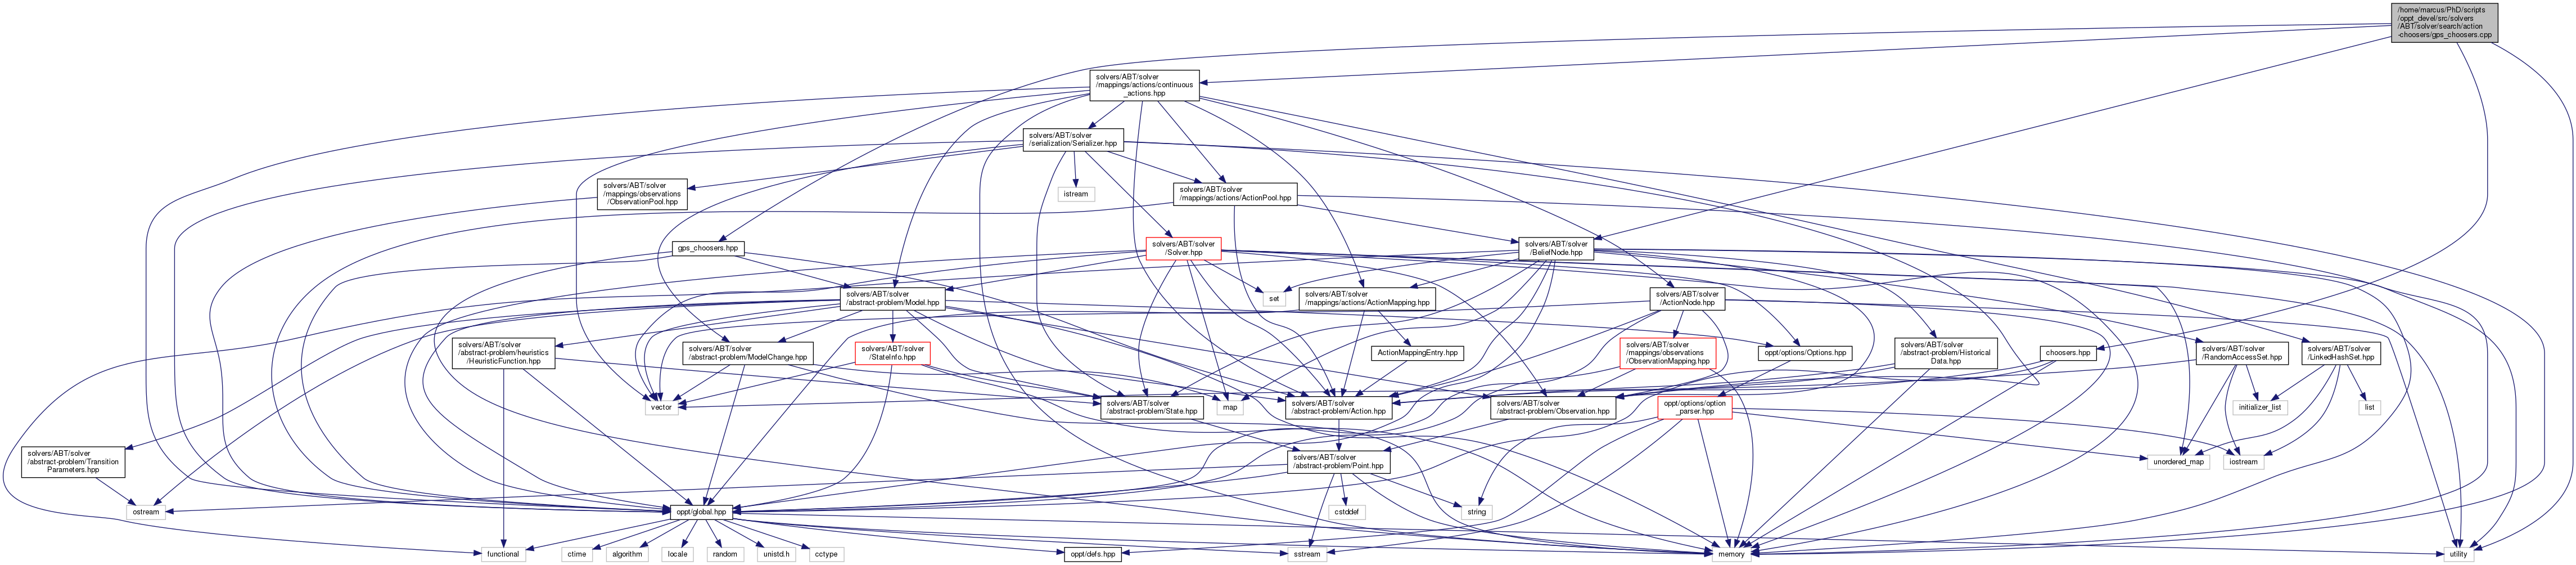 /home/marcus/PhD/scripts
/oppt_devel/src/solvers
/ABT/solver/search/action
-choosers/gps_choosers.cpp
solvers/ABT/solver
/mappings/actions/continuous
_actions.hpp
solvers/ABT/solver
/serialization/Serializer.hpp
solvers/ABT/solver
/mappings/observations
/ObservationPool.hpp
istream
solvers/ABT/solver
/mappings/actions/ActionPool.hpp
gps_choosers.hpp
solvers/ABT/solver
/Solver.hpp
solvers/ABT/solver
/BeliefNode.hpp
solvers/ABT/solver
/abstract-problem/Model.hpp
set
solvers/ABT/solver
/mappings/actions/ActionMapping.hpp
solvers/ABT/solver
/ActionNode.hpp
solvers/ABT/solver
/abstract-problem/heuristics
/HeuristicFunction.hpp
solvers/ABT/solver
/abstract-problem/ModelChange.hpp
solvers/ABT/solver
/StateInfo.hpp
ActionMappingEntry.hpp
solvers/ABT/solver
/mappings/observations
/ObservationMapping.hpp
oppt/options/Options.hpp
solvers/ABT/solver
/abstract-problem/Historical
Data.hpp
choosers.hpp
solvers/ABT/solver
/RandomAccessSet.hpp
solvers/ABT/solver
/LinkedHashSet.hpp
vector
solvers/ABT/solver
/abstract-problem/State.hpp
map
solvers/ABT/solver
/abstract-problem/Action.hpp
solvers/ABT/solver
/abstract-problem/Observation.hpp
oppt/options/option
_parser.hpp
initializer_list
list
solvers/ABT/solver
/abstract-problem/Transition
Parameters.hpp
solvers/ABT/solver
/abstract-problem/Point.hpp
unordered_map
iostream
ostream
oppt/global.hpp
cstddef
string
functional
ctime
algorithm
locale
random
unistd.h
cctype
oppt/defs.hpp
sstream
memory
utility